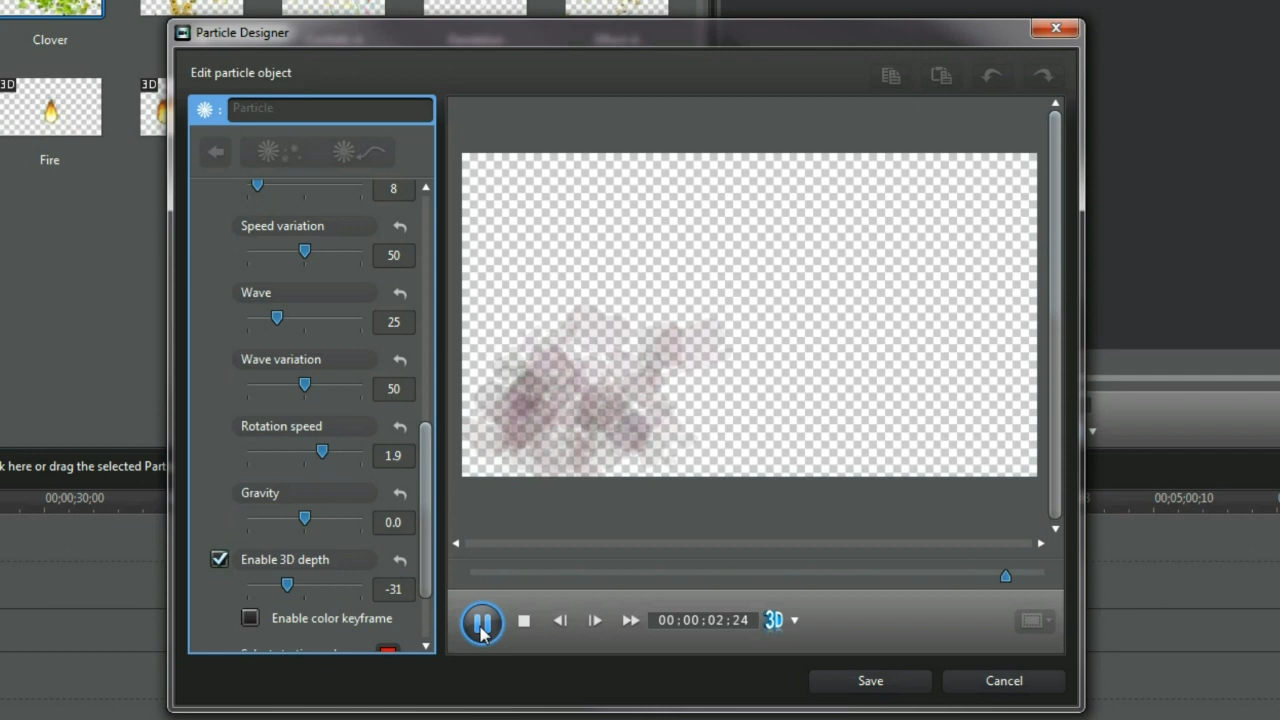 Clover
Particle Designer
Edit particle object
3D
3D
Particle
Fire
8
Speed variation
50
Wave
25
Wave variation
50
Rotation speed
1.9
k here or drag the selected Part
Gravity
00;00;30;00
00;05;00;10
0.0
Enable 3D depth
-31
Enable color keyframe
00;00;02;24
3D
Save
Cancel